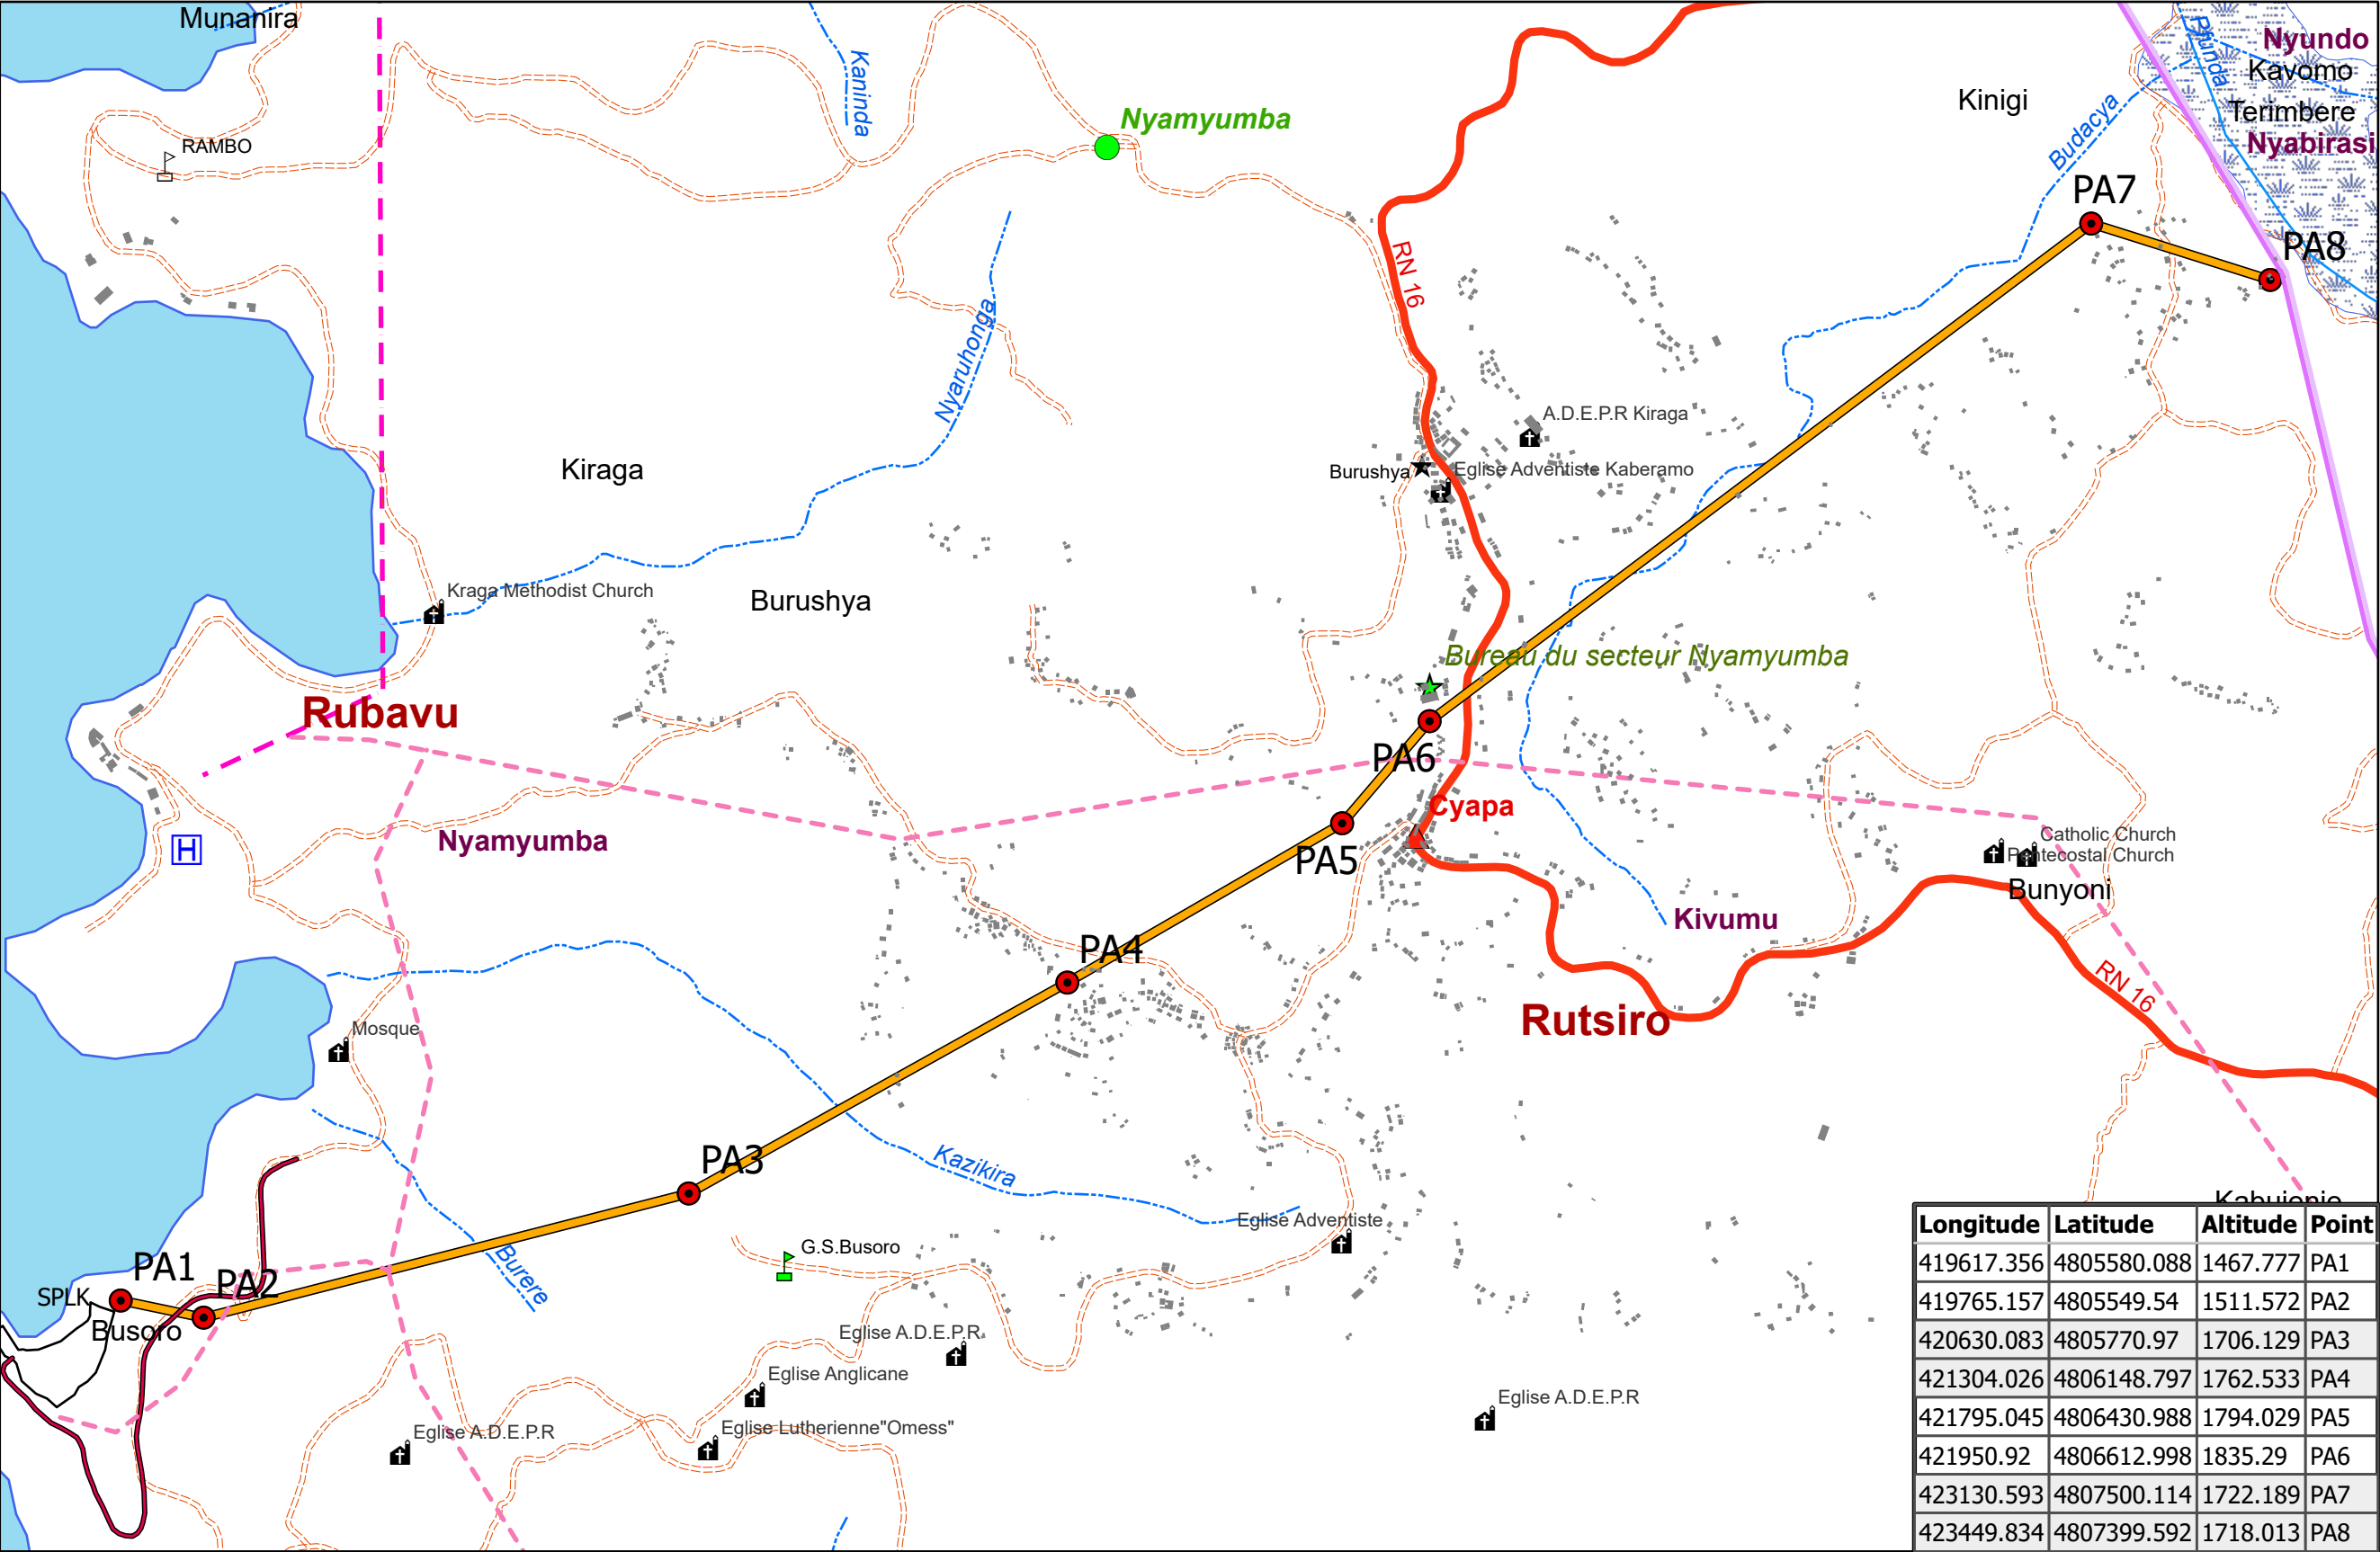 Munanira
Kaninda
Pfunda
Nyundo
Kavomo
Kinigi
Terimbere
Nyabirasi
Budacya
Nyamyumba
RAMBO
PA7
PA8
RN 16
Nyaruhonga
A.D.E.P.R Kiraga
Kiraga
Burushya
Eglise Adventiste Kaberamo
Kraga Methodist Church
Burushya
Bureau du secteur Nyamyumba
Rubavu
PA6
Cyapa
Nyamyumba
H
PA5
Catholic Church
Pentecostal Church
Bunyoni
Kivumu
PA4
RN 16
Rutsiro
Mosque
PA3
Kazikira
Eglise Adventiste
G.S.Busoro
Burere
PA1
PA2
SPLK
Busoro
Eglise A.D.E.P.R
Eglise Anglicane
Eglise Lutherienne"Omess"
Eglise A.D.E.P.R
Eglise A.D.E.P.R
Longitude Latitude Altitude Point
419617.356 4805580.088 1467.777 PA1
419765.157 4805549.54 1511.572 PA2
420630.083 4805770.97 1706.129 PA3
421304.026 4806148.797 1762.533 PA4
421795.045 4806430.988 1794.029 PA5
421950.92 4806612.998 1835.29 PA6
423130.593 4807500.114 1722.189 PA7
423449.834 4807399.592 1718.013 PA8